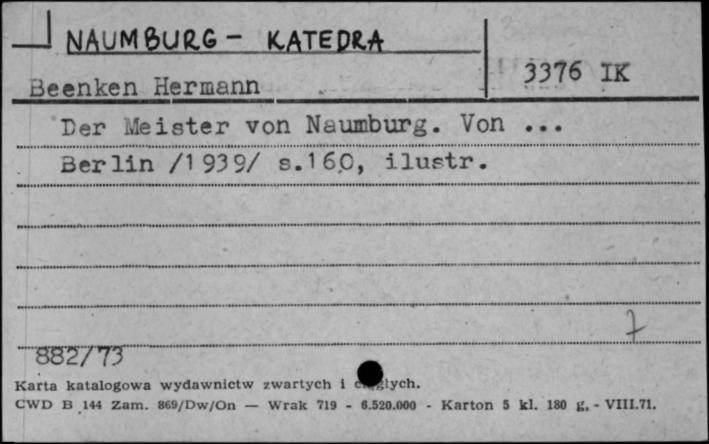 NAUMBURG - KATEDRA
Beenken Hermann
3376 IK
Der Meister von Naumburg. Von ...
Berlin /1939/ s.160, ilustr.
7
882/73
Karta katalogowa wydawnictw zwartych i ciągłych.
CWD B 144 Zam. 869/Dw/On — Wrak 719 - 6.520.000 - Karton 5 kl. 180 g. - VIII.71.